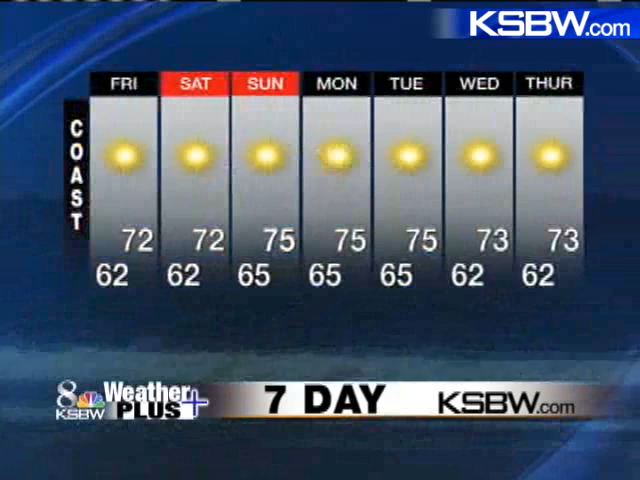 KSBW.com
FRI SAT SUN MON TUE WED THUR
COAST
72 72 75 75 75 73 73
62 62 65 65 65 62 62
8 Weather
KSBW PLUS+
7 DAY KSBW.com